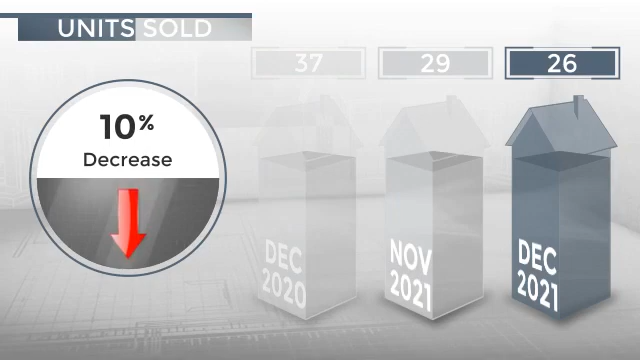 UNITS SOLD
37
29
26
10%
Decrease
DEC
2020
NOV
2021
DEC
2021